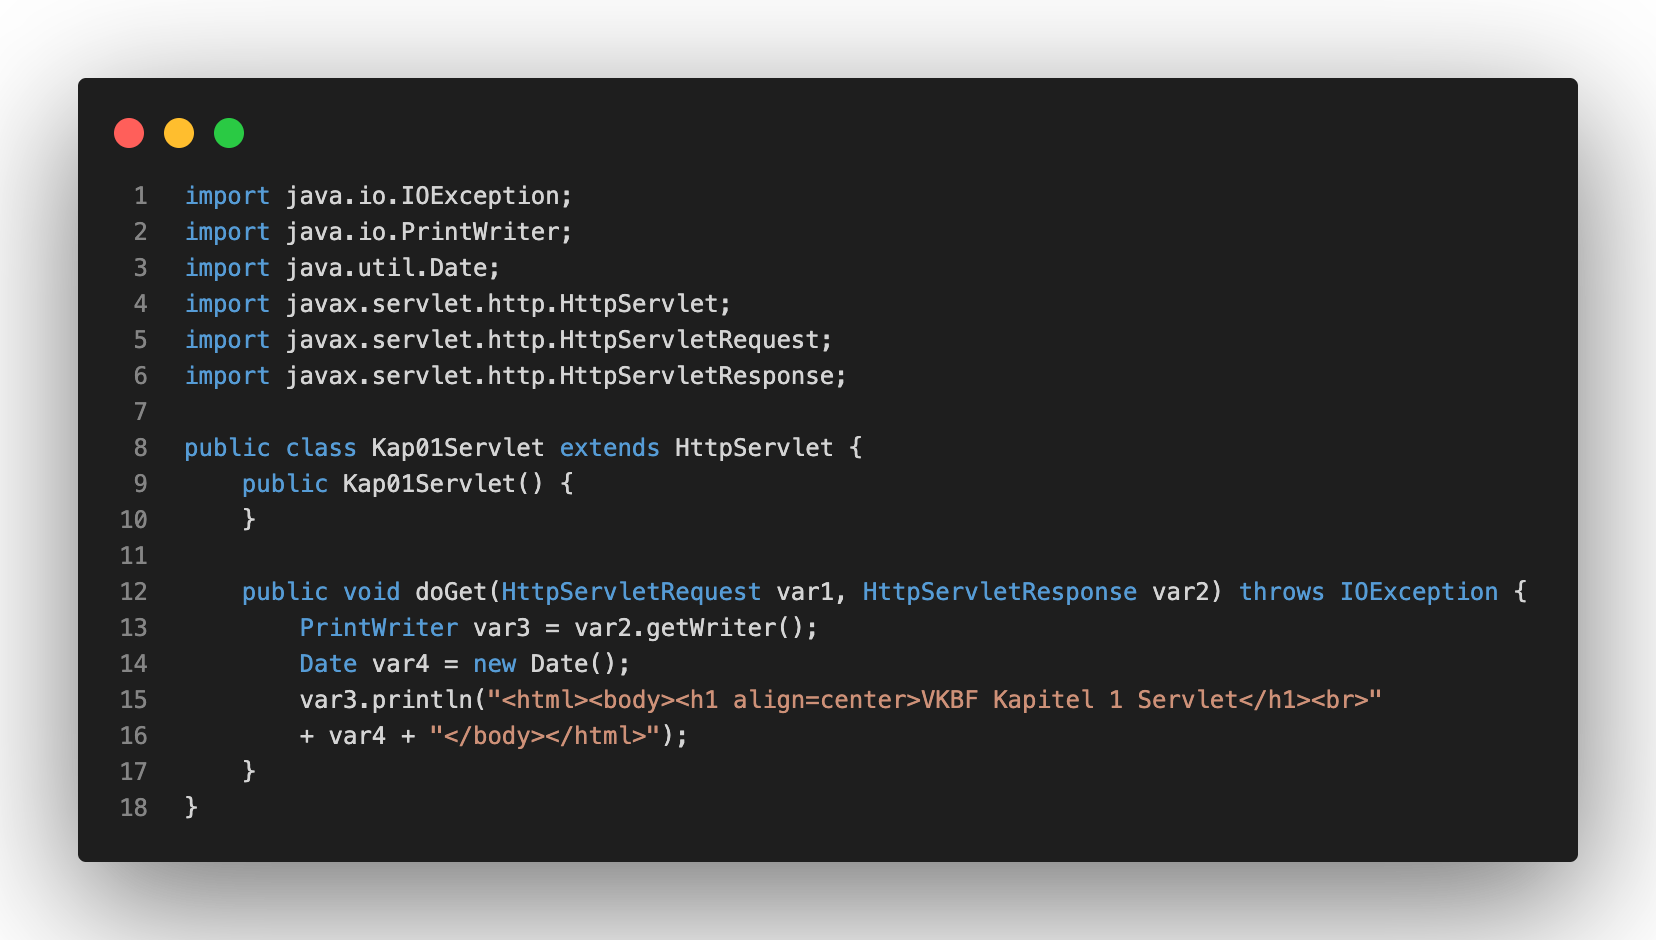 1 import java.io.IOException;
2 import java.io.PrintWriter;
3 import java.util.Date;
4 import javax.servlet.http.HttpServlet;
5 import javax.servlet.http.HttpServletRequest;
6 import javax.servlet.http.HttpServletResponse;
7
8 public class Kap01Servlet extends HttpServlet {
9     public Kap01Servlet() {
10     }
11
12     public void doGet(HttpServletRequest var1, HttpServletResponse var2) throws IOException {
13         PrintWriter var3 = var2.getWriter();
14         Date var4 = new Date();
15         var3.println("<html><body><h1 align=center>VKBF Kapitel 1 Servlet</h1><br>"
16         + var4 + "</body></html>");
17     }
18 }